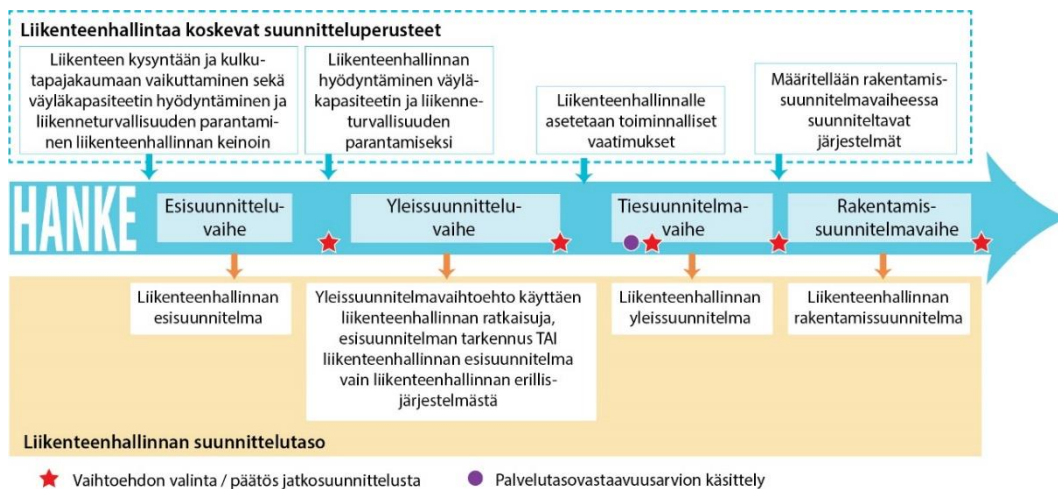 Liikenteenhallintaa koskevat suunnitteluperusteet
Liikenteen kysyntään ja kulku-
tapajakaumaan vaikuttaminen sekä
väyläkapasiteetin hyödyntäminen ja
liikenneturvallisuuden parantami-
nen liikenteenhallinnan keinoin
Liikenteenhallinnan
hyödyntäminen väylä-
kapasiteetin ja liikenne-
turvallisuuden
parantamiseksi
Liikenteenhallinnalle
asetetaan toiminnalliset
vaatimukset
Määritellään rakentamis-
suunnitelmavaiheessa
suunniteltavat
järjestelmät
HANKE
Esisuunnittelu-
vaihe
Yleissuunnittelu-
vaihe
Tiesuunnitelma-
vaihe
Rakentamis-
suunnitelmavaihe
Liikenteenhallinnan
esisuunnitelma
Yleissuunnitelmavaihtoehto käyttäen
liikenteenhallinnan ratkaisuja,
esisuunnitelman tarkennus TAI
liikenteenhallinnan esisuunnitelma
vain liikenteenhallinnan erillis-
järjestelmästä
Liikenteenhallinnan
yleissuunnitelma
Liikenteenhallinnan
rakentamissuunnitelma
Liikenteenhallinnan suunnittelutaso
Vaihtoehdon valinta / päätös jatkosuunnittelusta
Palvelutasovastaavuusarvion käsittely